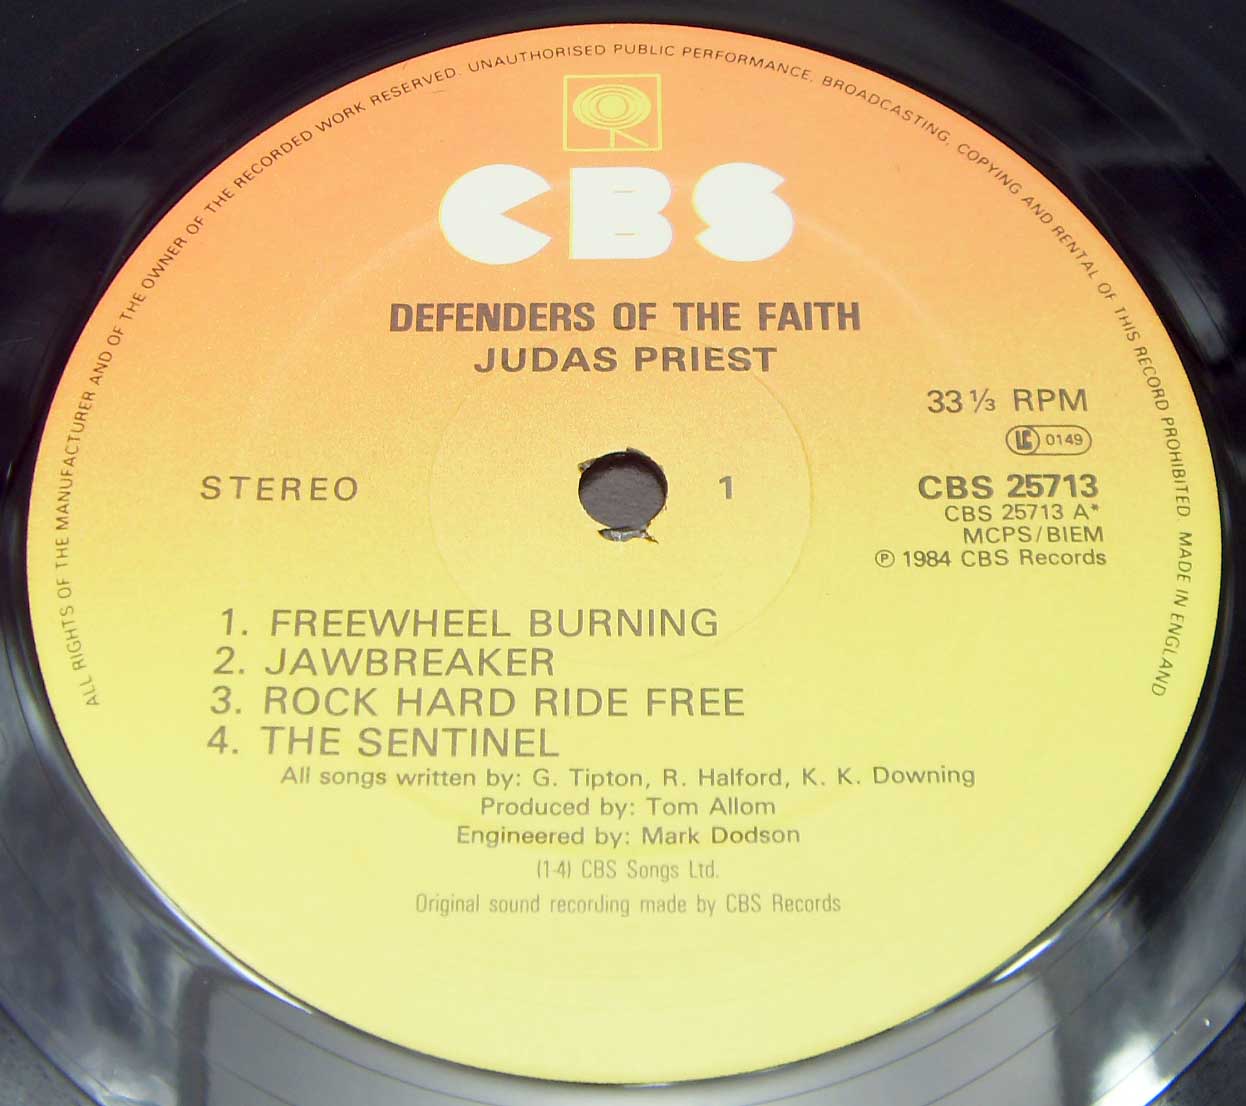 ALL RIGHTS OF THE MANUFACTURER AND OF THE OWNER OF THE RECORDED WORK RESERVED. UNAUTHORISED PUBLIC PERFORMANCE, BROADCASTING, COPYING AND RENTAL OF THIS RECORD PROHIBITED. MADE IN ENGLAND
CBS
DEFENDERS OF THE FAITH
JUDAS PRIEST
33 1/3 RPM
LC 0149
STEREO
1
CBS 25713
CBS 25713 A*
MCPS/BIEM
℗ 1984 CBS Records
1. FREEWHEEL BURNING
2. JAWBREAKER
3. ROCK HARD RIDE FREE
4. THE SENTINEL
All songs written by: G. Tipton, R. Halford, K. K. Downing
Produced by: Tom Allom
Engineered by: Mark Dodson
(1-4) CBS Songs Ltd.
Original sound recording made by CBS Records